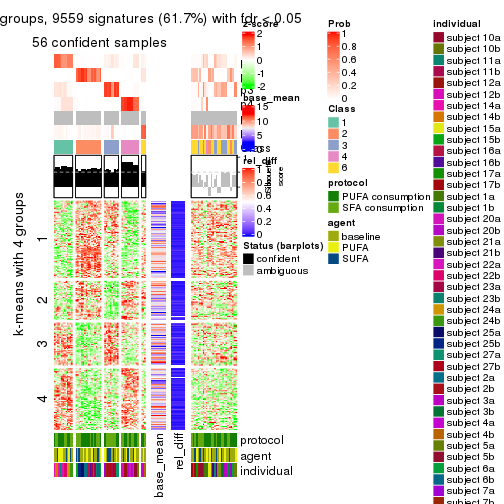 groups, 9559 signatures (61.7%) with fdr < 0.05
56 confident samples
k-means with 4 groups
1
2
3
4
base_mean
rel_diff
protocol
agent
individual
z-score
2
1
0
-1
-2
base_mean
15
10
5
0
rel_diff
1
0.8
0.6
0.4
0.2
0
Silhouette
score
Status (barplots)
confident
ambiguous
Prob
1
0.8
0.6
0.4
0.2
0
Class
1
2
3
4
6
protocol
PUFA consumption
SFA consumption
agent
baseline
PUFA
SUFA
individual
subject 10a
subject 10b
subject 11a
subject 11b
subject 12a
subject 12b
subject 14a
subject 14b
subject 15a
subject 15b
subject 16a
subject 16b
subject 17a
subject 17b
subject 1a
subject 1b
subject 20a
subject 20b
subject 21a
subject 21b
subject 22a
subject 22b
subject 23a
subject 23b
subject 24a
subject 24b
subject 25a
subject 25b
subject 27a
subject 27b
subject 2a
subject 2b
subject 3a
subject 3b
subject 4a
subject 4b
subject 5a
subject 5b
subject 6a
subject 6b
subject 7a
subject 7b